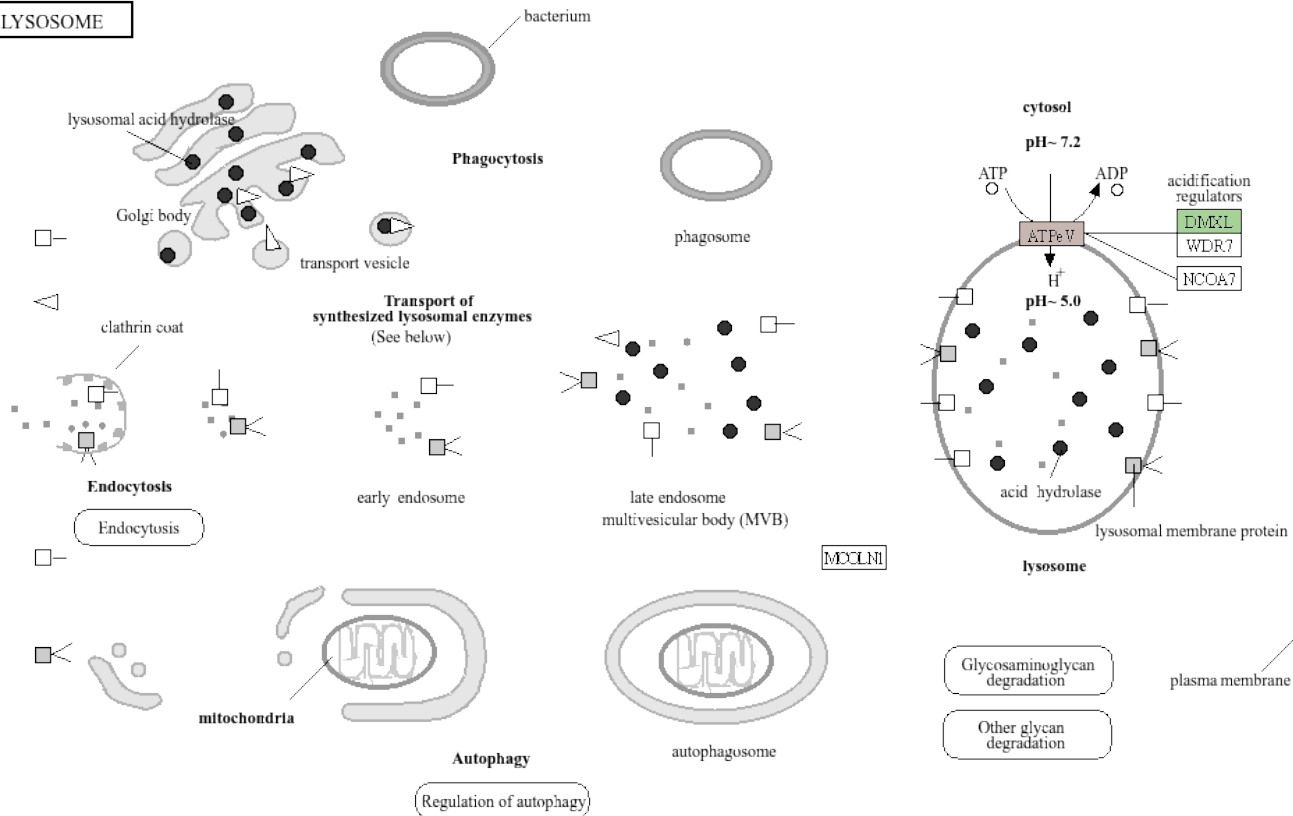 LYSOSOME
bacterium
lysosomal acid hydrolase
Phagocytosis
cytosol
pH~ 7.2
ATP
ADP
acidification
regulators
DMXL
WDR7
NCOA7
ATPeV
H+
pH~ 5.0
Golgi body
transport vesicle
phagosome
Transport of
synthesized lysosomal enzymes
(See below)
clathrin coat
Endocytosis
Endocytosis
early endosome
late endosome
multivesicular body (MVB)
acid hydrolase
lysosomal membrane protein
MCOLN1
lysosome
mitochondria
Autophagy
Regulation of autophagy
autophagosome
Glycosaminoglycan
degradation
Other glycan
degradation
plasma membrane